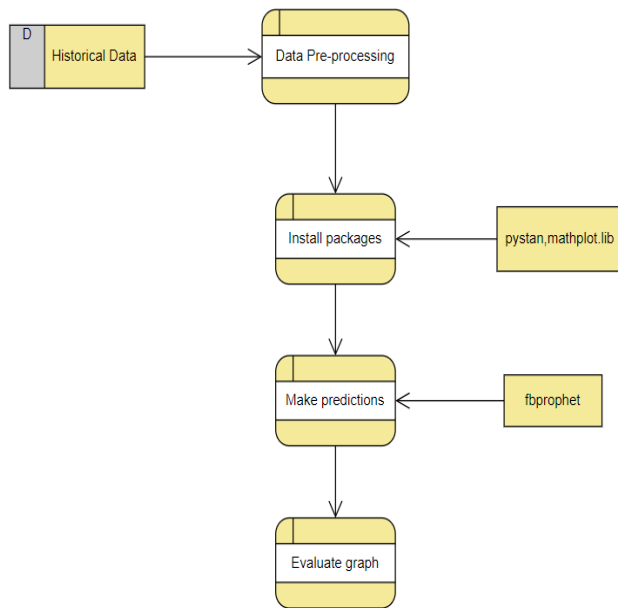 D
Historical Data
Data Pre-processing
Install packages
pystan,mathplot.lib
Make predictions
fbprophet
Evaluate graph